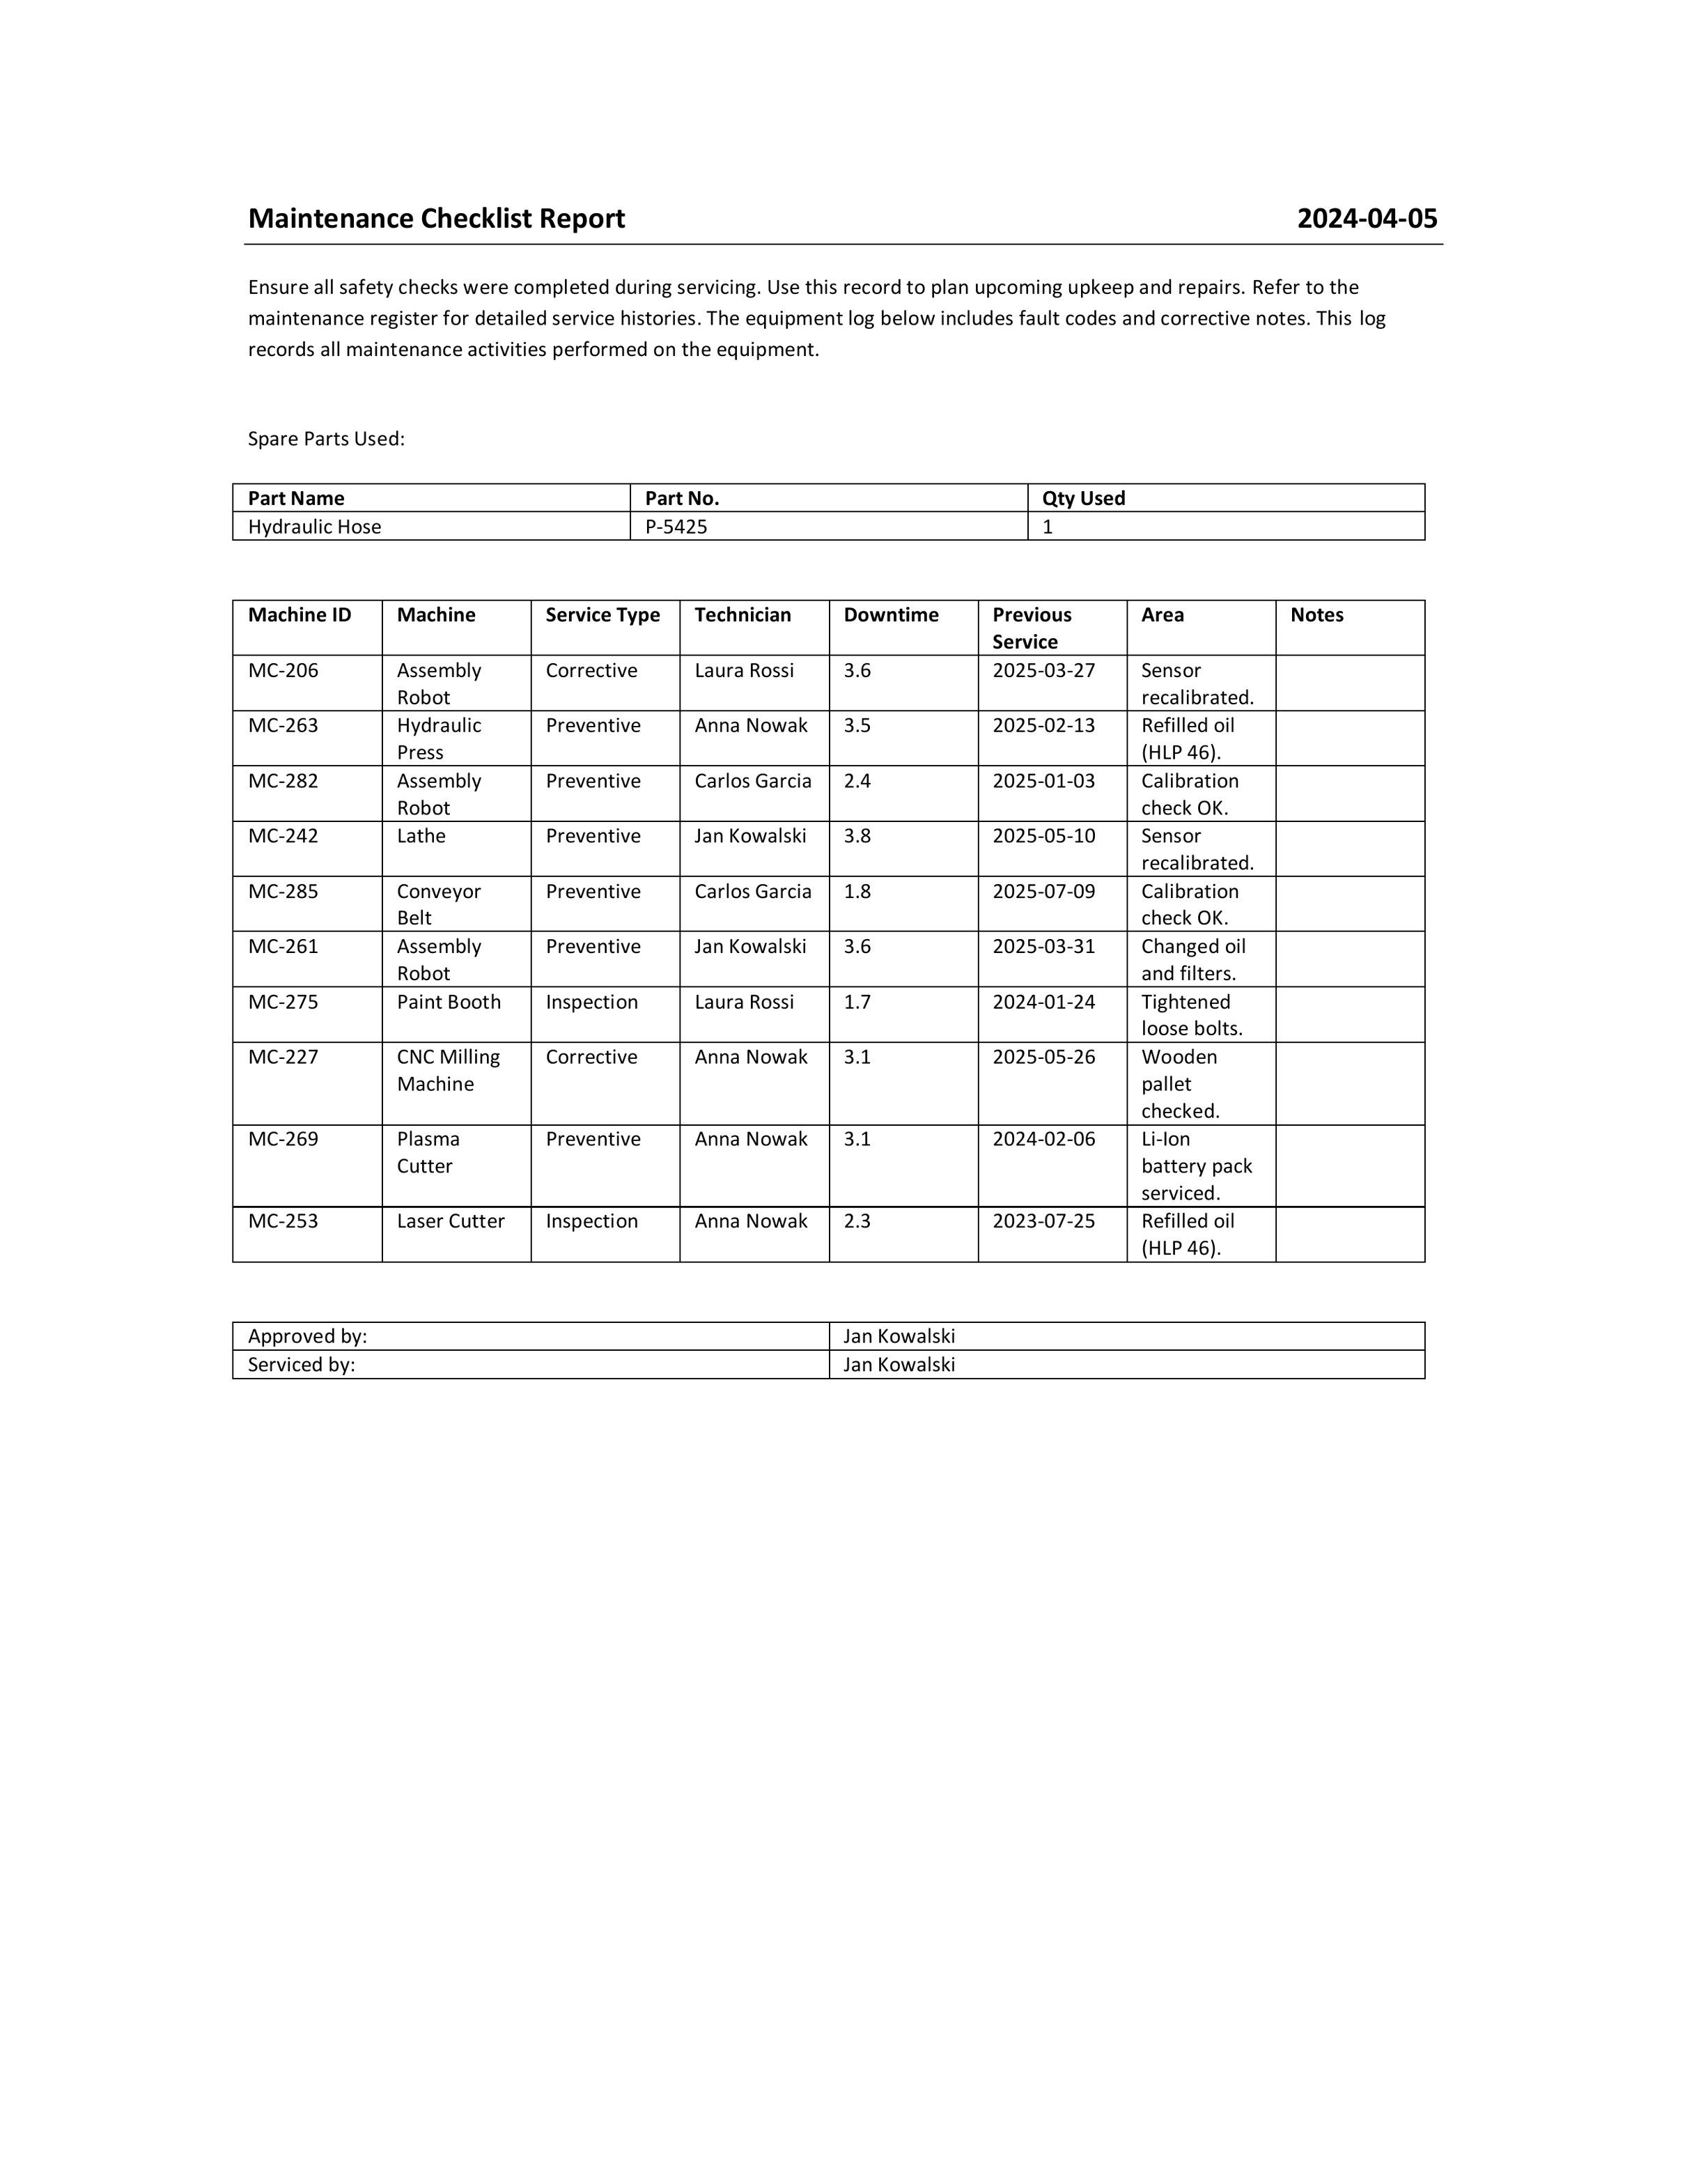 Maintenance Checklist Report 2024-04-05
Ensure all safety checks were completed during servicing. Use this record to plan upcoming upkeep and repairs. Refer to the
maintenance register for detailed service histories. The equipment log below includes fault codes and corrective notes. This log
records all maintenance activities performed on the equipment.
Spare Parts Used:
Part Name Part No. Qty Used
Hydraulic Hose P-5425 1
Machine ID Machine Service Type Technician Downtime Previous Area Notes
Service
MC-206 Assembly Corrective Laura Rossi 3.6 2025-03-27 Sensor
Robot recalibrated.
MC-263 Hydraulic Preventive Anna Nowak 3.5 2025-02-13 Refilled oil
Press (HLP 46).
MC-282 Assembly Preventive Carlos Garcia 2.4 2025-01-03 Calibration
Robot check OK.
MC-242 Lathe Preventive Jan Kowalski 3.8 2025-05-10 Sensor
recalibrated.
MC-285 Conveyor Preventive Carlos Garcia 1.8 2025-07-09 Calibration
Belt check OK.
MC-261 Assembly Preventive Jan Kowalski 3.6 2025-03-31 Changed oil
Robot and filters.
MC-275 Paint Booth Inspection Laura Rossi 1.7 2024-01-24 Tightened
loose bolts.
MC-227 CNC Milling Corrective Anna Nowak 3.1 2025-05-26 Wooden
Machine pallet
checked.
MC-269 Plasma Preventive Anna Nowak 3.1 2024-02-06 Li-Ion
Cutter battery pack
serviced.
MC-253 Laser Cutter Inspection Anna Nowak 2.3 2023-07-25 Refilled oil
(HLP 46).
Approved by: Jan Kowalski
Serviced by: Jan Kowalski